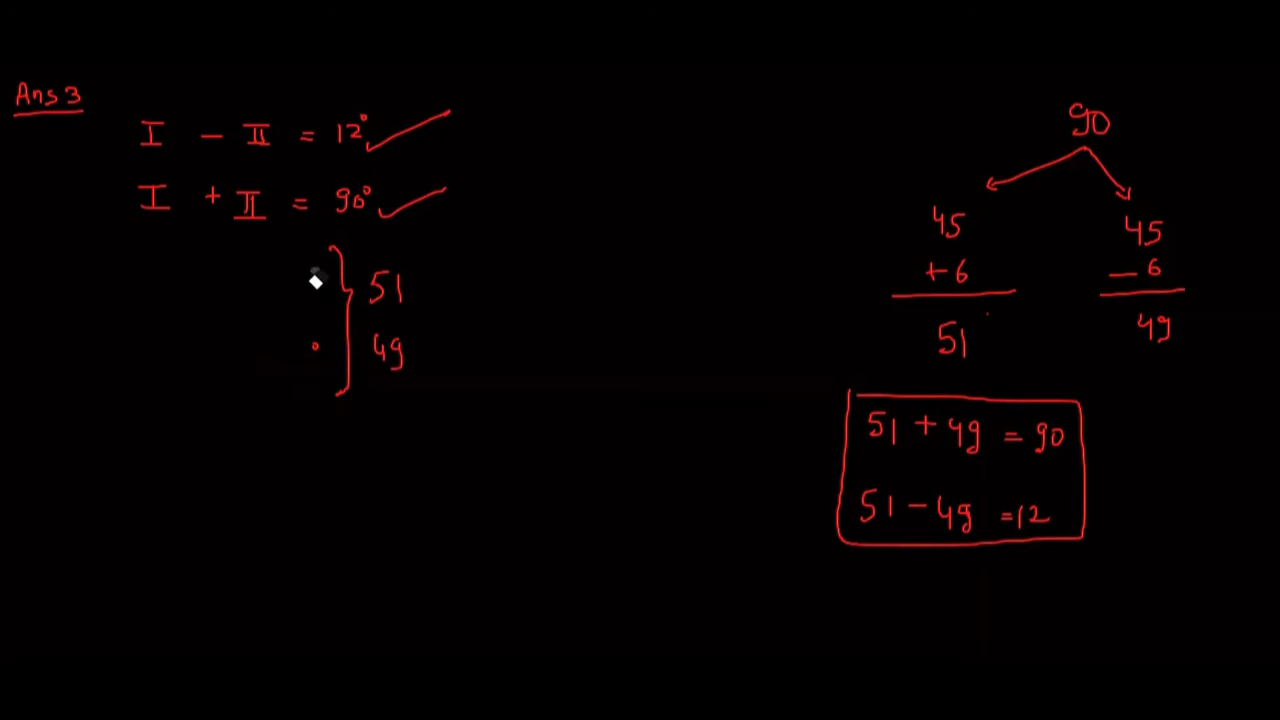 Ans 3
I - II = 12°
I + II = 90°
51
49
90
45 45
+6 -6
51 49
51 + 49 = 90
51 - 49 = 12